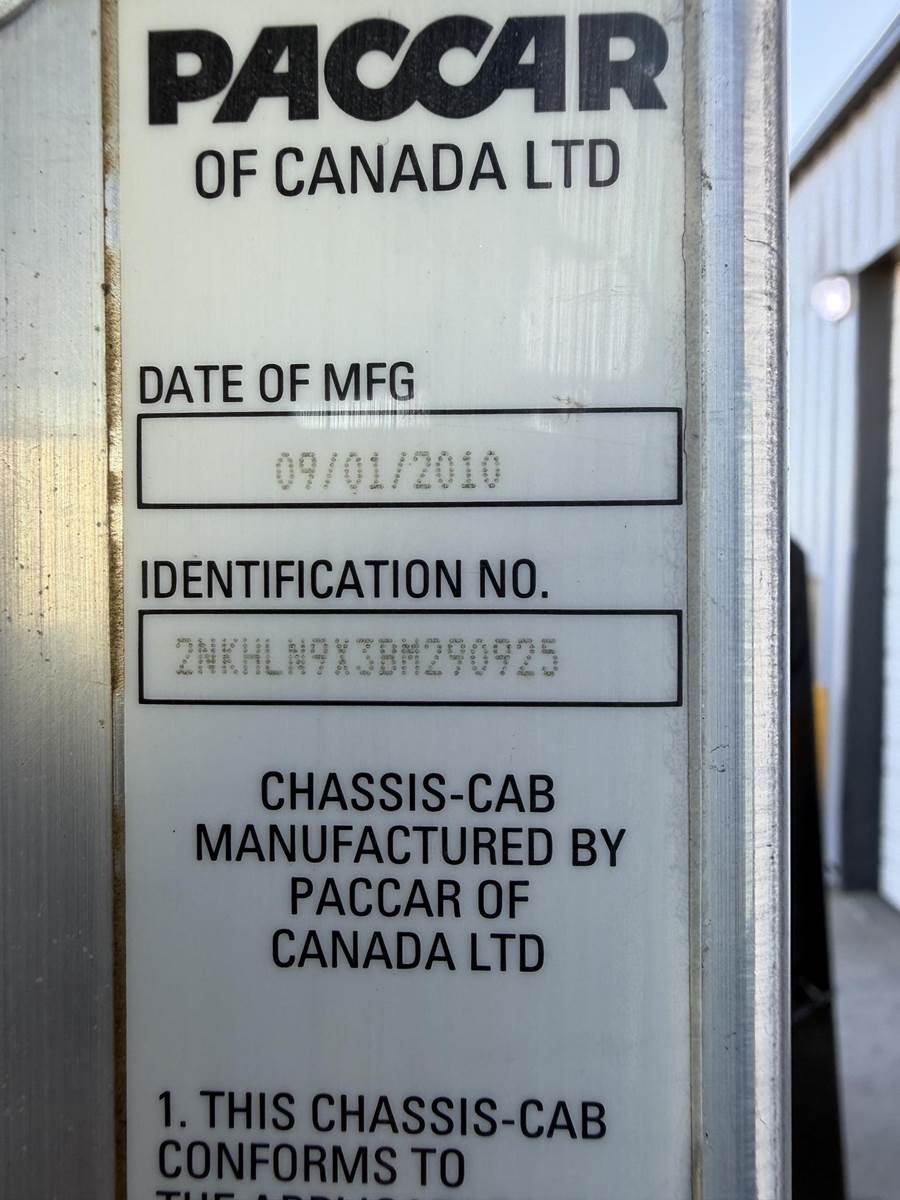 PACCAR
OF CANADA LTD
DATE OF MFG
09/01/2010
IDENTIFICATION NO.
2NKHLN9X3BM290925
CHASSIS-CAB
MANUFACTURED BY
PACCAR OF
CANADA LTD
1. THIS CHASSIS-CAB
CONFORMS TO